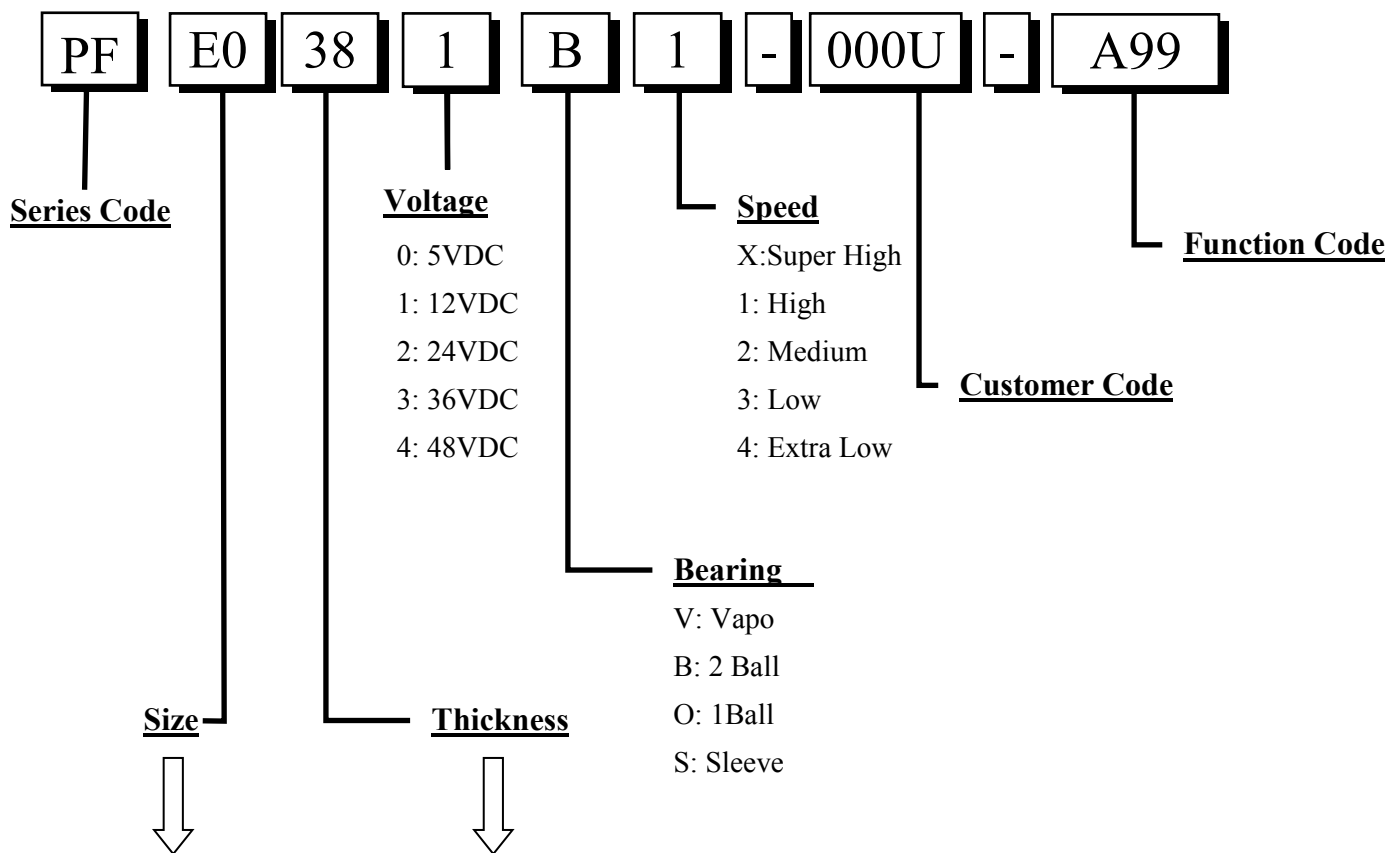 PF E0 38 1 B 1 - 000U - A99
Series Code
Voltage
0: 5VDC
1: 12VDC
2: 24VDC
3: 36VDC
4: 48VDC
Speed
X:Super High
1: High
2: Medium
3: Low
4: Extra Low
Function Code
Customer Code
Bearing
V: Vapo
B: 2 Ball
O: 1Ball
S: Sleeve
Size
Thickness